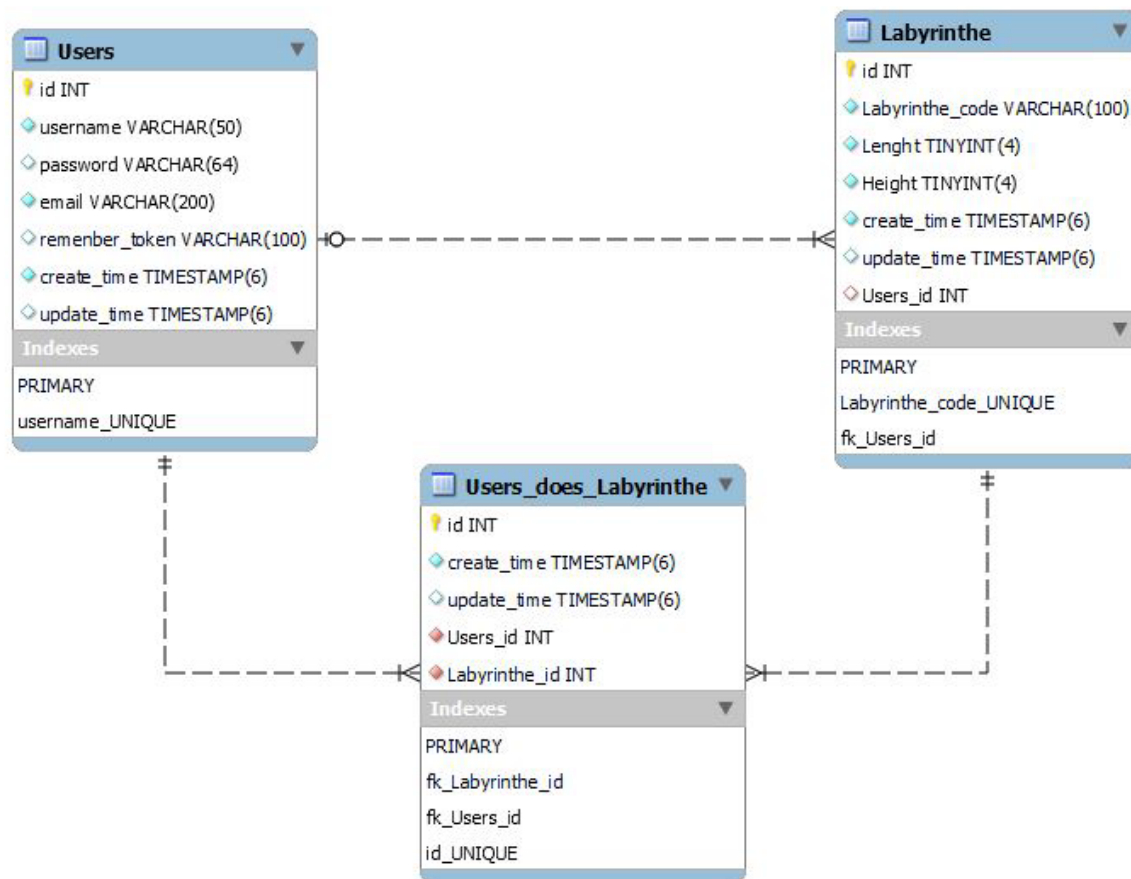 Users
id INT
username VARCHAR(50)
password VARCHAR(64)
email VARCHAR(200)
remenber_token VARCHAR(100)
create_time TIMESTAMP(6)
update_time TIMESTAMP(6)
Indexes
PRIMARY
username_UNIQUE
Labyrinthe
id INT
Labyrinthe_code VARCHAR(100)
Lenght TINYINT(4)
Height TINYINT(4)
create_time TIMESTAMP(6)
update_time TIMESTAMP(6)
Users_id INT
Indexes
PRIMARY
Labyrinthe_code_UNIQUE
fk_Users_id
Users_does_Labyrinthe
id INT
create_time TIMESTAMP(6)
update_time TIMESTAMP(6)
Users_id INT
Labyrinthe_id INT
Indexes
PRIMARY
fk_Labyrinthe_id
fk_Users_id
id_UNIQUE